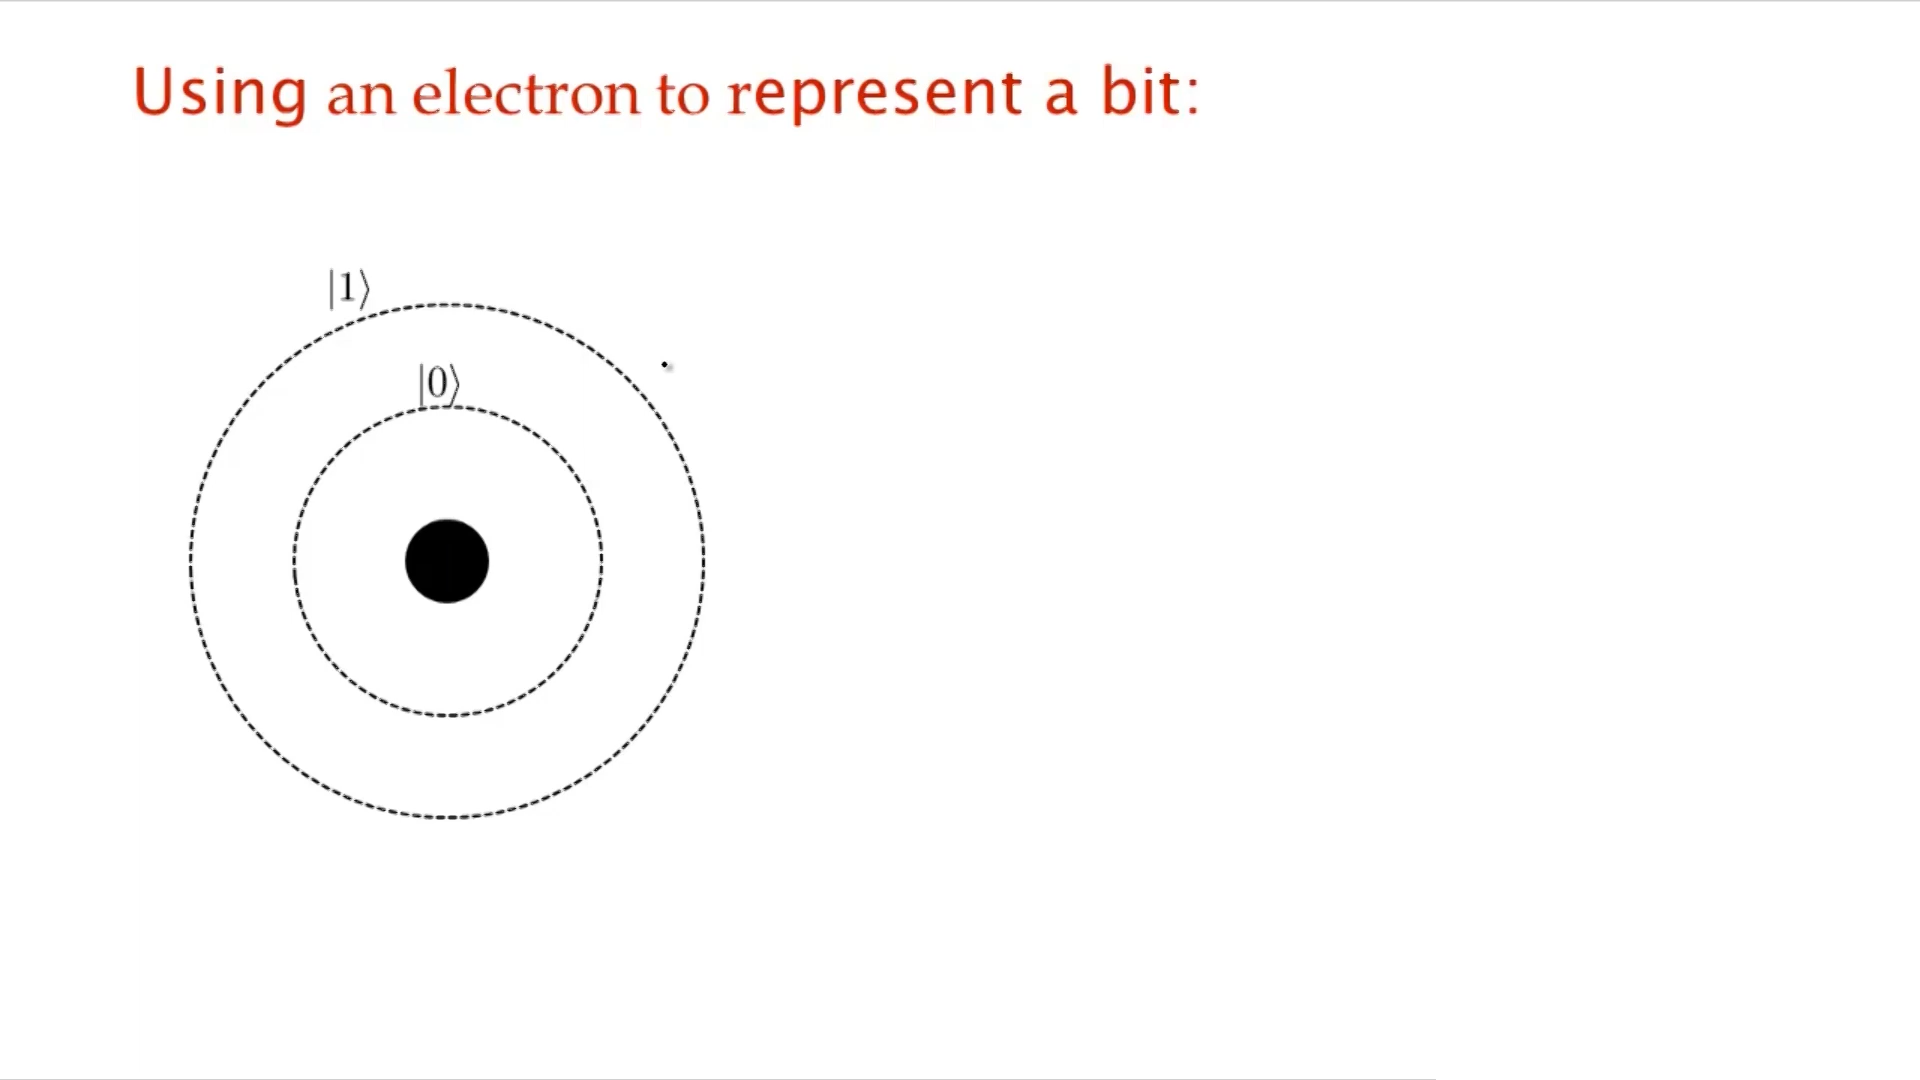 Using an electron to represent a bit:
|1⟩
|0⟩